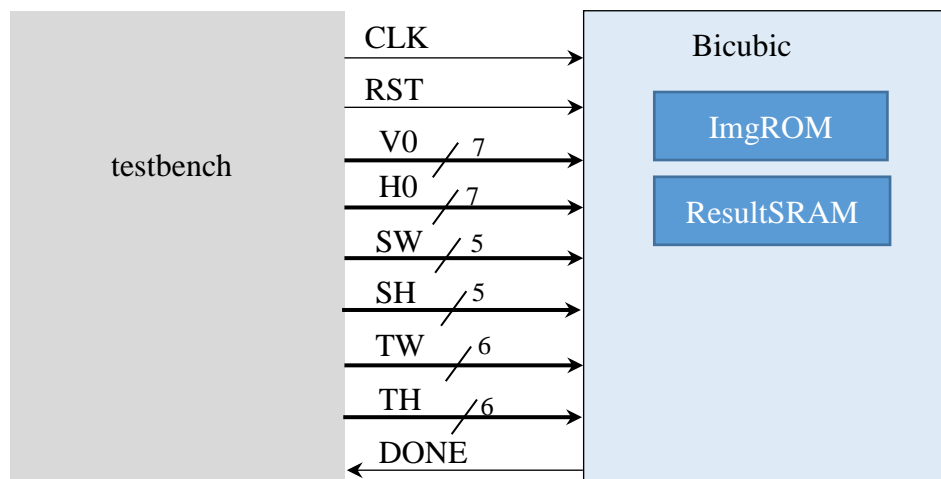 CLK
Bicubic
RST
ImgROM
V0
7
testbench
H0
7
ResultSRAM
SW
5
SH
5
TW
6
TH
6
DONE